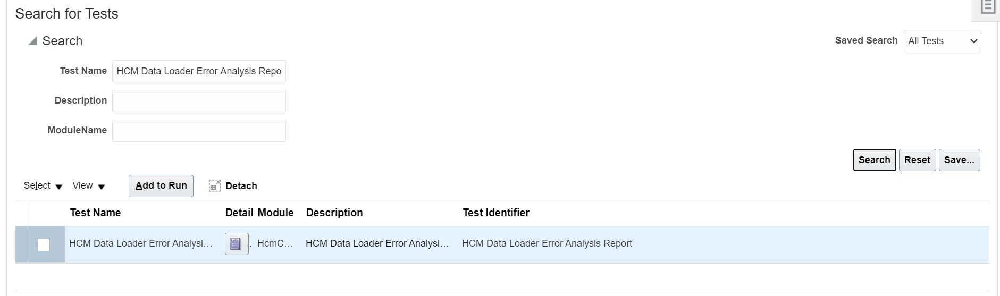 Search for Tests
Search
Saved Search All Tests
Test Name HCM Data Loader Error Analysis Repo
Description
ModuleName
Search Reset Save...
Select View Add to Run Detach
Test Name Detail Module Description Test Identifier
HCM Data Loader Error Analysi... . HcmC... HCM Data Loader Error Analysi... HCM Data Loader Error Analysis Report